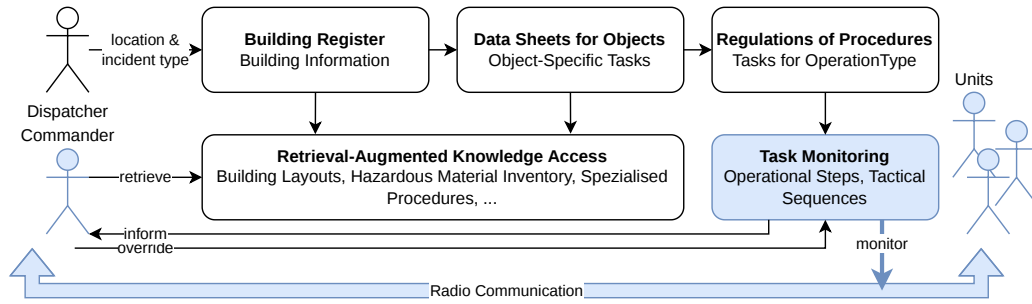 location &
incident type
Building Register
Building Information
Data Sheets for Objects
Object-Specific Tasks
Regulations of Procedures
Tasks for OperationType
Units
Dispatcher
Commander
retrieve
Retrieval-Augmented Knowledge Access
Building Layouts, Hazardous Material Inventory, Spezialised
Procedures, ...
Task Monitoring
Operational Steps, Tactical
Sequences
inform
override
monitor
Radio Communication